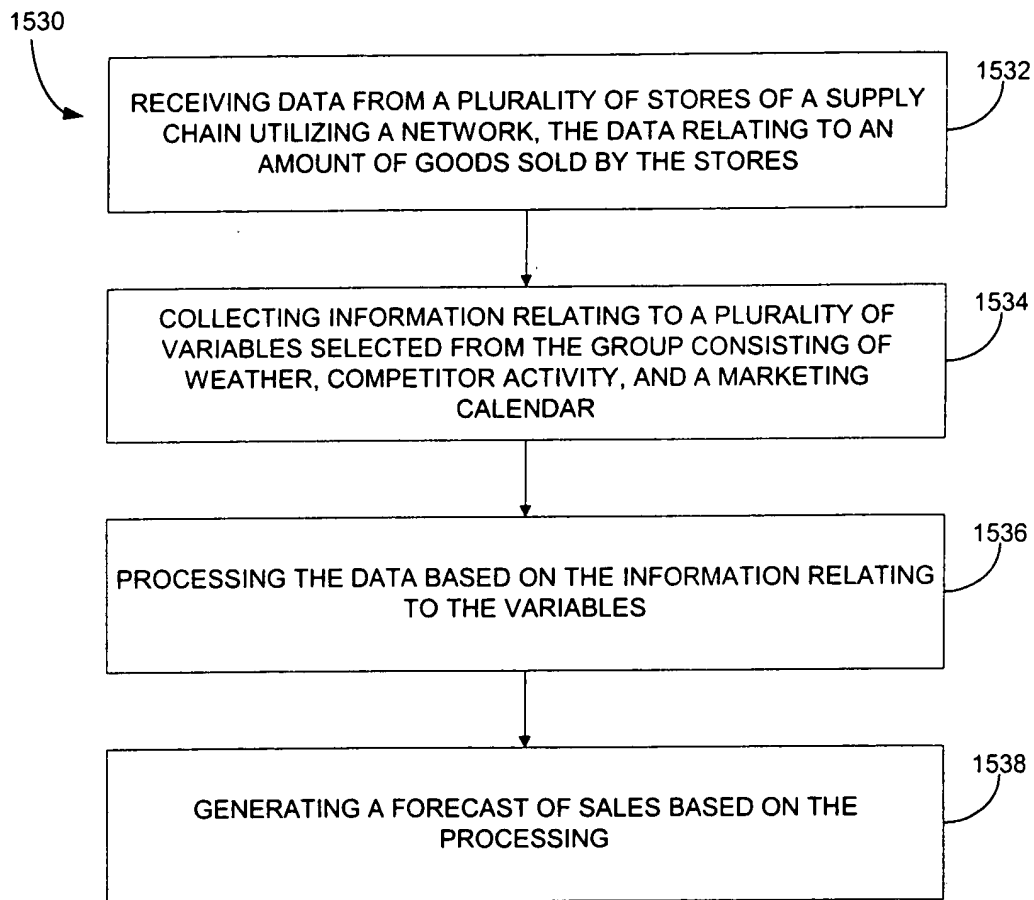 1530
1532
RECEIVING DATA FROM A PLURALITY OF STORES OF A SUPPLY
CHAIN UTILIZING A NETWORK, THE DATA RELATING TO AN
AMOUNT OF GOODS SOLD BY THE STORES
1534
COLLECTING INFORMATION RELATING TO A PLURALITY OF
VARIABLES SELECTED FROM THE GROUP CONSISTING OF
WEATHER, COMPETITOR ACTIVITY, AND A MARKETING
CALENDAR
1536
PROCESSING THE DATA BASED ON THE INFORMATION RELATING
TO THE VARIABLES
1538
GENERATING A FORECAST OF SALES BASED ON THE
PROCESSING